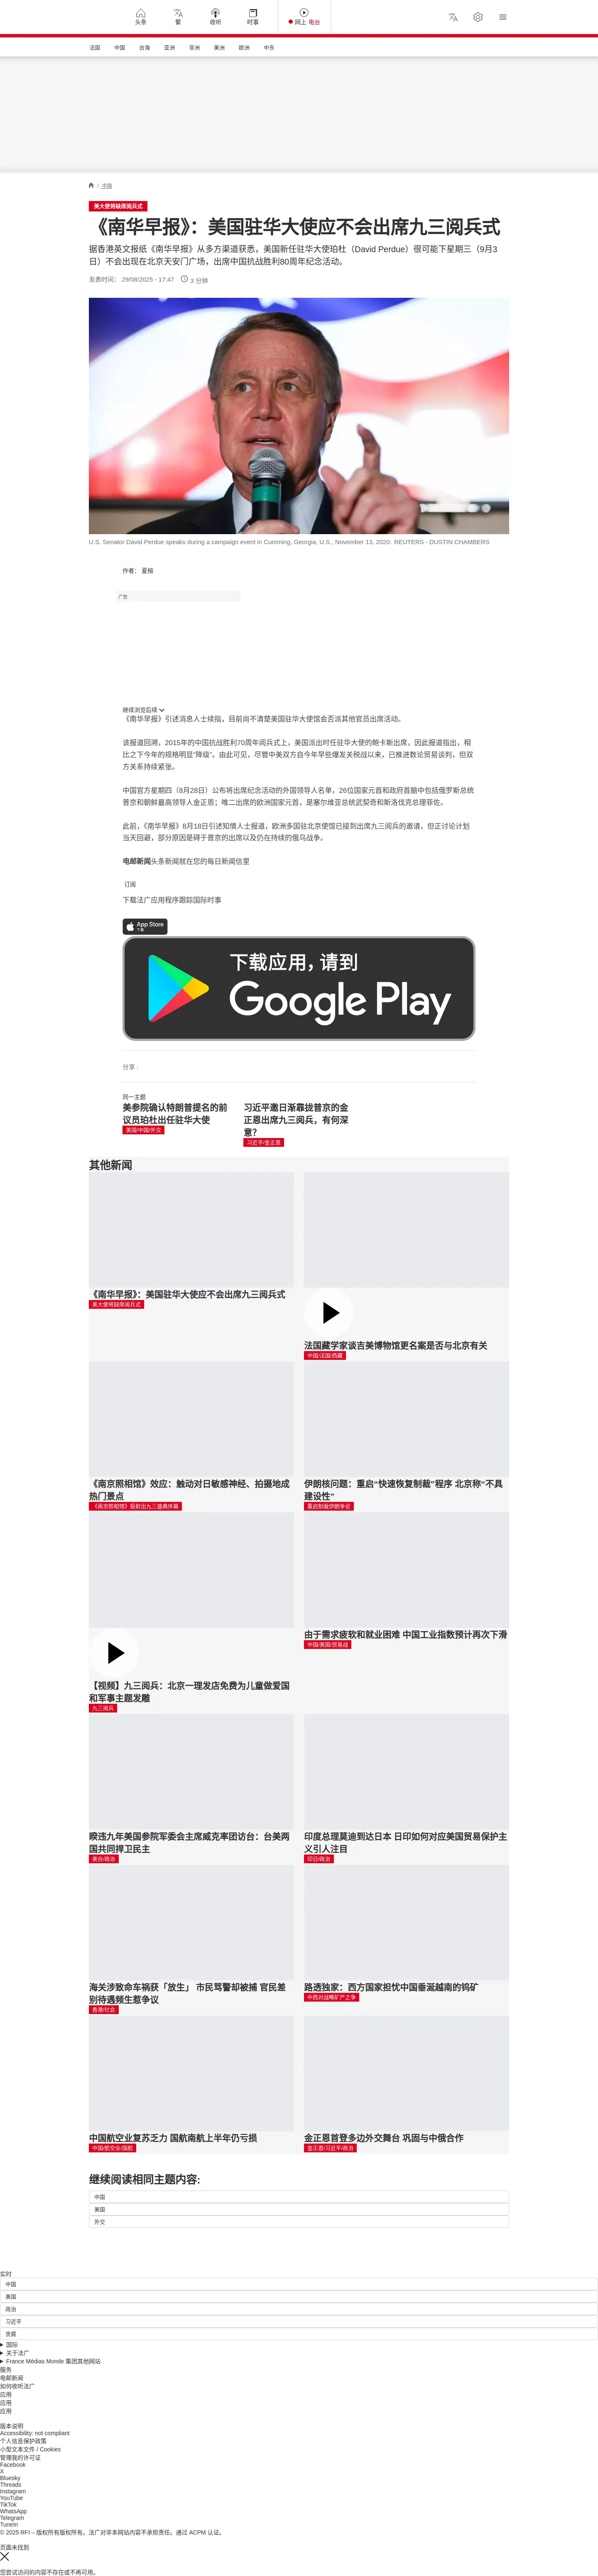 头条
繁
收听
时事
网上 电台
法国
中国
台海
亚洲
非洲
美洲
欧洲
中东
/ 中国
美大使将缺席阅兵式
《南华早报》：美国驻华大使应不会出席九三阅兵式
据香港英文报纸《南华早报》从多方渠道获悉，美国新任驻华大使珀杜（David Perdue）很可能下星期三（9月3
日）不会出现在北京天安门广场，出席中国抗战胜利80周年纪念活动。
发表时间： 29/08/2025 - 17:47
3 分钟
U.S. Senator David Perdue speaks during a campaign event in Cumming, Georgia, U.S., November 13, 2020. REUTERS - DUSTIN CHAMBERS
作者： 夏榕
广告
继续浏览后续
《南华早报》引述消息人士续指，目前尚不清楚美国驻华大使馆会否派其他官员出席活动。
该报道回溯，2015年的中国抗战胜利70周年阅兵式上，美国派出时任驻华大使的鲍卡斯出席，因此报道指出，相
比之下今年的规格明显“降级”。由此可见，尽管中美双方自今年早些爆发关税战以来，已推进数论贸易谈判，但双
方关系持续紧张。
中国官方星期四（8月28日）公布将出席纪念活动的外国领导人名单，26位国家元首和政府首脑中包括俄罗斯总统
普京和朝鲜最高领导人金正恩；唯二出席的欧洲国家元首，是塞尔维亚总统武契奇和斯洛伐克总理菲佐。
此前，《南华早报》8月18日引述知情人士报道，欧洲多国驻北京使馆已接到出席九三阅兵的邀请，但正讨论计划
当天回避，部分原因是碍于普京的出席以及仍在持续的俄乌战争。
电邮新闻头条新闻就在您的每日新闻信里
订阅
下载法广应用程序跟踪国际时事
App Store
下载
下载应用，请到
Google Play
分享 :
同一主题
美参院确认特朗普提名的前
议员珀杜出任驻华大使
美国/中国/外交
习近平邀日渐靠拢普京的金
正恩出席九三阅兵，有何深
意？
习近平/金正恩
其他新闻
《南华早报》：美国驻华大使应不会出席九三阅兵式
美大使将缺席阅兵式
法国藏学家谈吉美博物馆更名案是否与北京有关
中国/法国/西藏
《南京照相馆》效应：触动对日敏感神经、拍摄地成
热门景点
《南京照相馆》投射出九三盛典序幕
伊朗核问题：重启“快速恢复制裁”程序 北京称“不具
建设性”
重启制裁伊朗争论
【视频】九三阅兵：北京一理发店免费为儿童做爱国
和军事主题发雕
九三阅兵
由于需求疲软和就业困难 中国工业指数预计再次下滑
中国/美国/贸易战
睽违九年美国参院军委会主席威克率团访台：台美两
国共同捍卫民主
美台/政治
印度总理莫迪到达日本 日印如何对应美国贸易保护主
义引人注目
印日/政治
海关涉致命车祸获「放生」 市民骂警却被捕 官民差
别待遇频生惹争议
香港/社会
路透独家：西方国家担忧中国垂涎越南的钨矿
中西对战略矿产之争
中国航空业复苏乏力 国航南航上半年仍亏损
中国/航空业/国航
金正恩首登多边外交舞台 巩固与中俄合作
金正恩/习近平/政治
继续阅读相同主题内容:
中国
美国
外交
实时
中国
美国
政治
习近平
贪腐
国际
关于法广
France Médias Monde 集团其他网站
服务
电邮新闻
如何收听法广
应用
应用
应用
版本说明
Accessibility: not compliant
个人信息保护政策
小型文本文件 / Cookies
管理我的许可证
Facebook
X
Bluesky
Threads
Instagram
YouTube
TikTok
WhatsApp
Telegram
TuneIn
© 2025 RFI – 版权所有版权所有。法广对非本网站内容不承担责任。通过 ACPM 认证。
页面未找到
您尝试访问的内容不存在或不再可用。